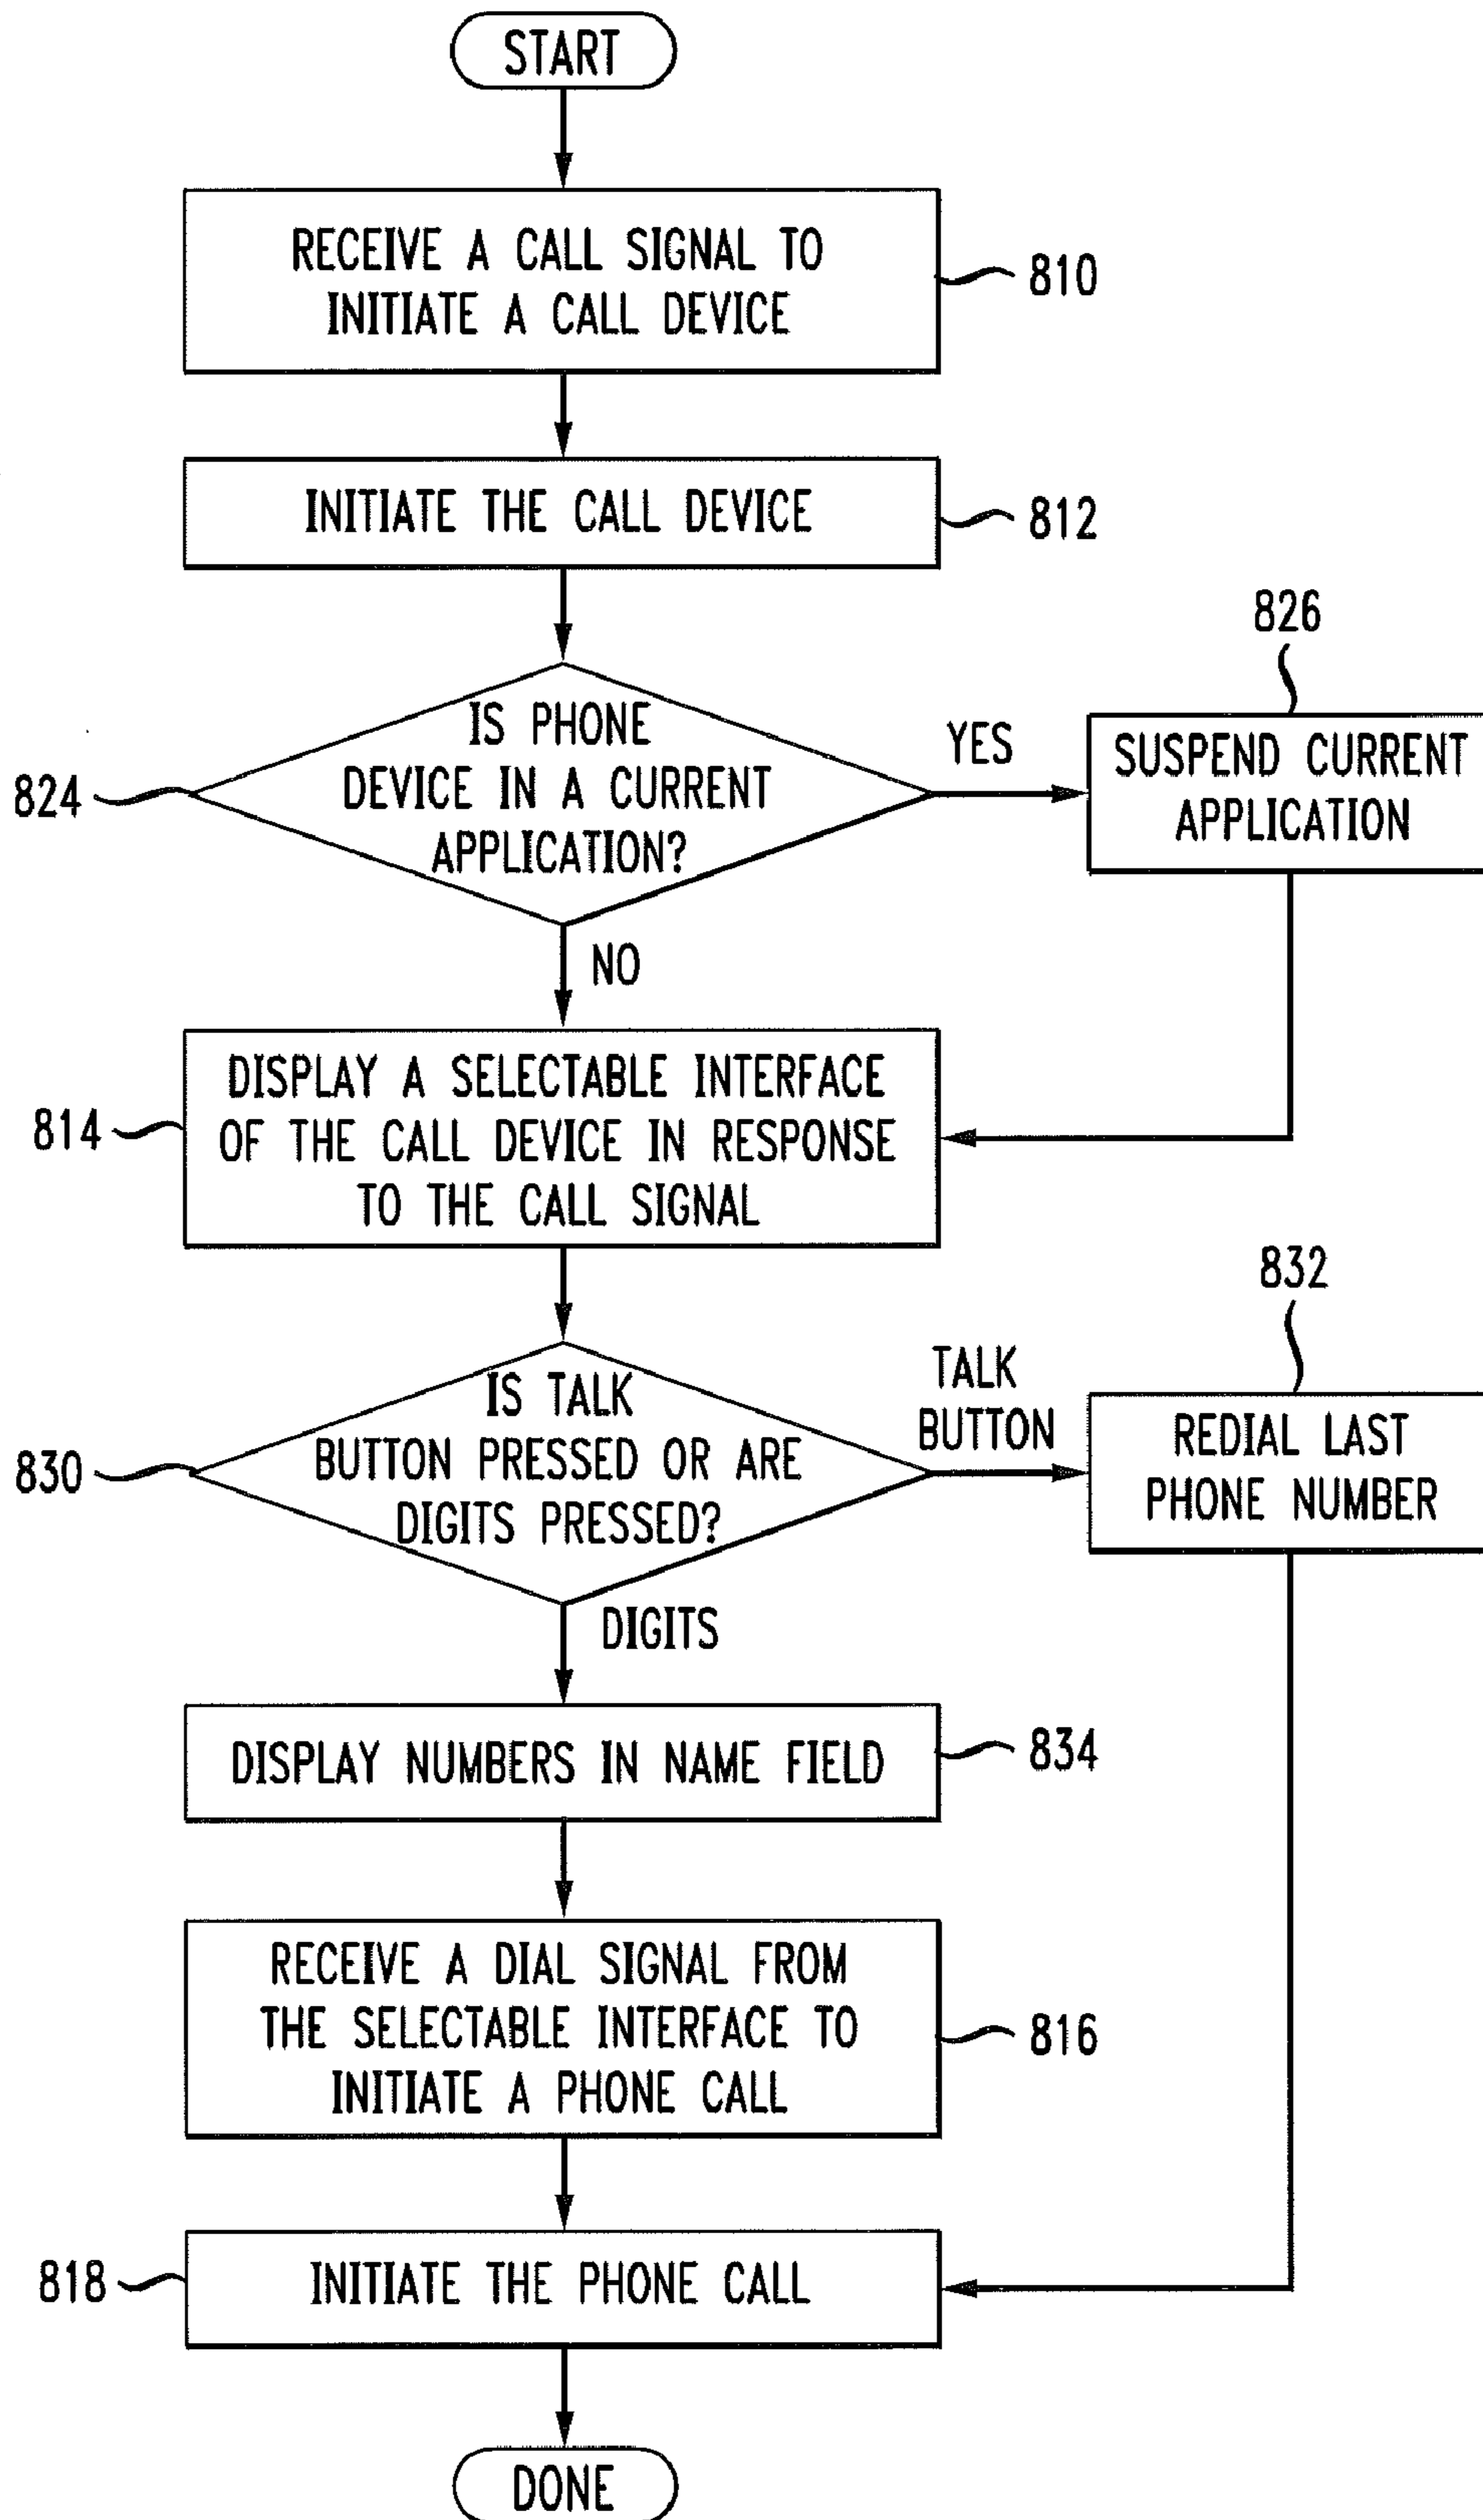 START
RECEIVE A CALL SIGNAL TO
INITIATE A CALL DEVICE
810
INITIATE THE CALL DEVICE
812
826
IS PHONE
DEVICE IN A CURRENT
APPLICATION?
824
YES
SUSPEND CURRENT
APPLICATION
NO
DISPLAY A SELECTABLE INTERFACE
OF THE CALL DEVICE IN RESPONSE
TO THE CALL SIGNAL
814
832
IS TALK
BUTTON PRESSED OR ARE
DIGITS PRESSED?
830
TALK
BUTTON
REDIAL LAST
PHONE NUMBER
DIGITS
DISPLAY NUMBERS IN NAME FIELD
834
RECEIVE A DIAL SIGNAL FROM
THE SELECTABLE INTERFACE TO
INITIATE A PHONE CALL
816
818
INITIATE THE PHONE CALL
DONE